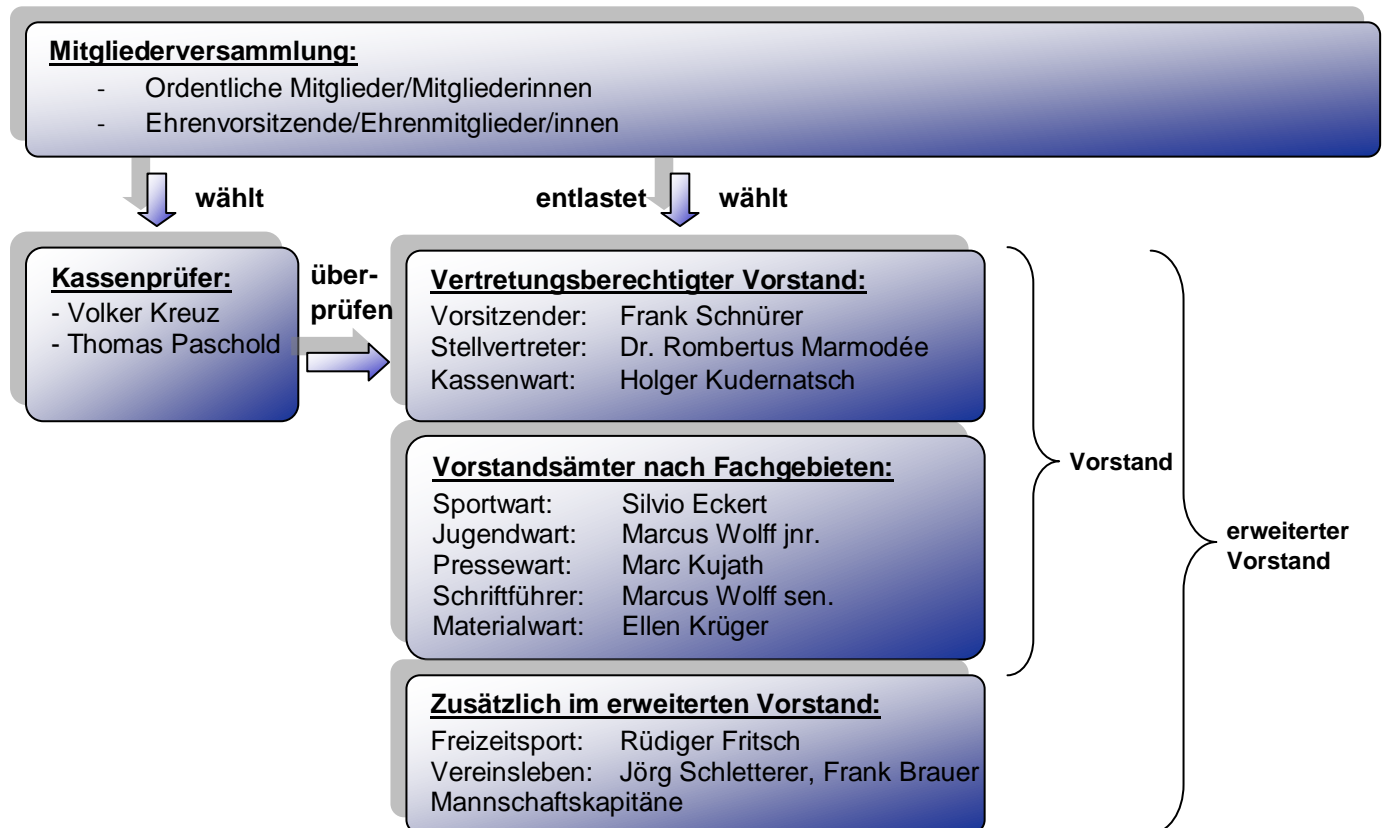 Mitgliederversammlung:
- Ordentliche Mitglieder/Mitgliederinnen
- Ehrenvorsitzende/Ehrenmitglieder/innen
wählt
entlastet wählt
Kassenprüfer:
- Volker Kreuz
- Thomas Paschold
über-
prüfen
Vertretungsberechtigter Vorstand:
Vorsitzender: Frank Schnürer
Stellvertreter: Dr. Rombertus Marmodée
Kassenwart: Holger Kudernatsch
Vorstandsämter nach Fachgebieten:
Sportwart: Silvio Eckert
Jugendwart: Marcus Wolff jnr.
Pressewart: Marc Kujath
Schriftführer: Marcus Wolff sen.
Materialwart: Ellen Krüger
Zusätzlich im erweiterten Vorstand:
Freizeitsport: Rüdiger Fritsch
Vereinsleben: Jörg Schletterer, Frank Brauer
Mannschaftskapitäne
Vorstand
erweiterter
Vorstand